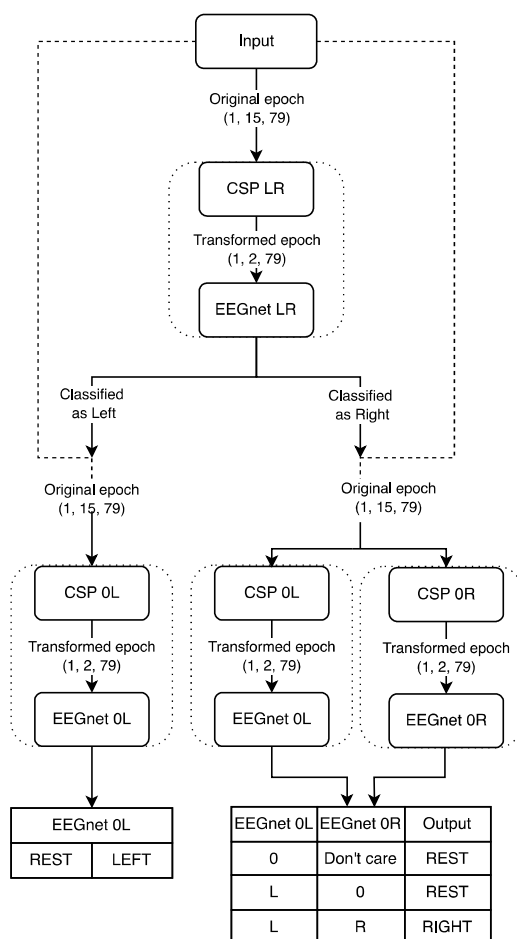 Input
Original epoch
(1, 15, 79)
CSP LR
Transformed epoch
(1, 2, 79)
EEGnet LR
Classified
as Left
Classified
as Right
Original epoch
(1, 15, 79)
Original epoch
(1, 15, 79)
CSP 0L
CSP 0L
CSP 0R
Transformed epoch
(1, 2, 79)
Transformed epoch
(1, 2, 79)
Transformed epoch
(1, 2, 79)
EEGnet 0L
EEGnet 0L
EEGnet 0R
EEGnet 0L
REST LEFT
EEGnet 0L EEGnet 0R Output
0 Don't care REST
L 0 REST
L R RIGHT